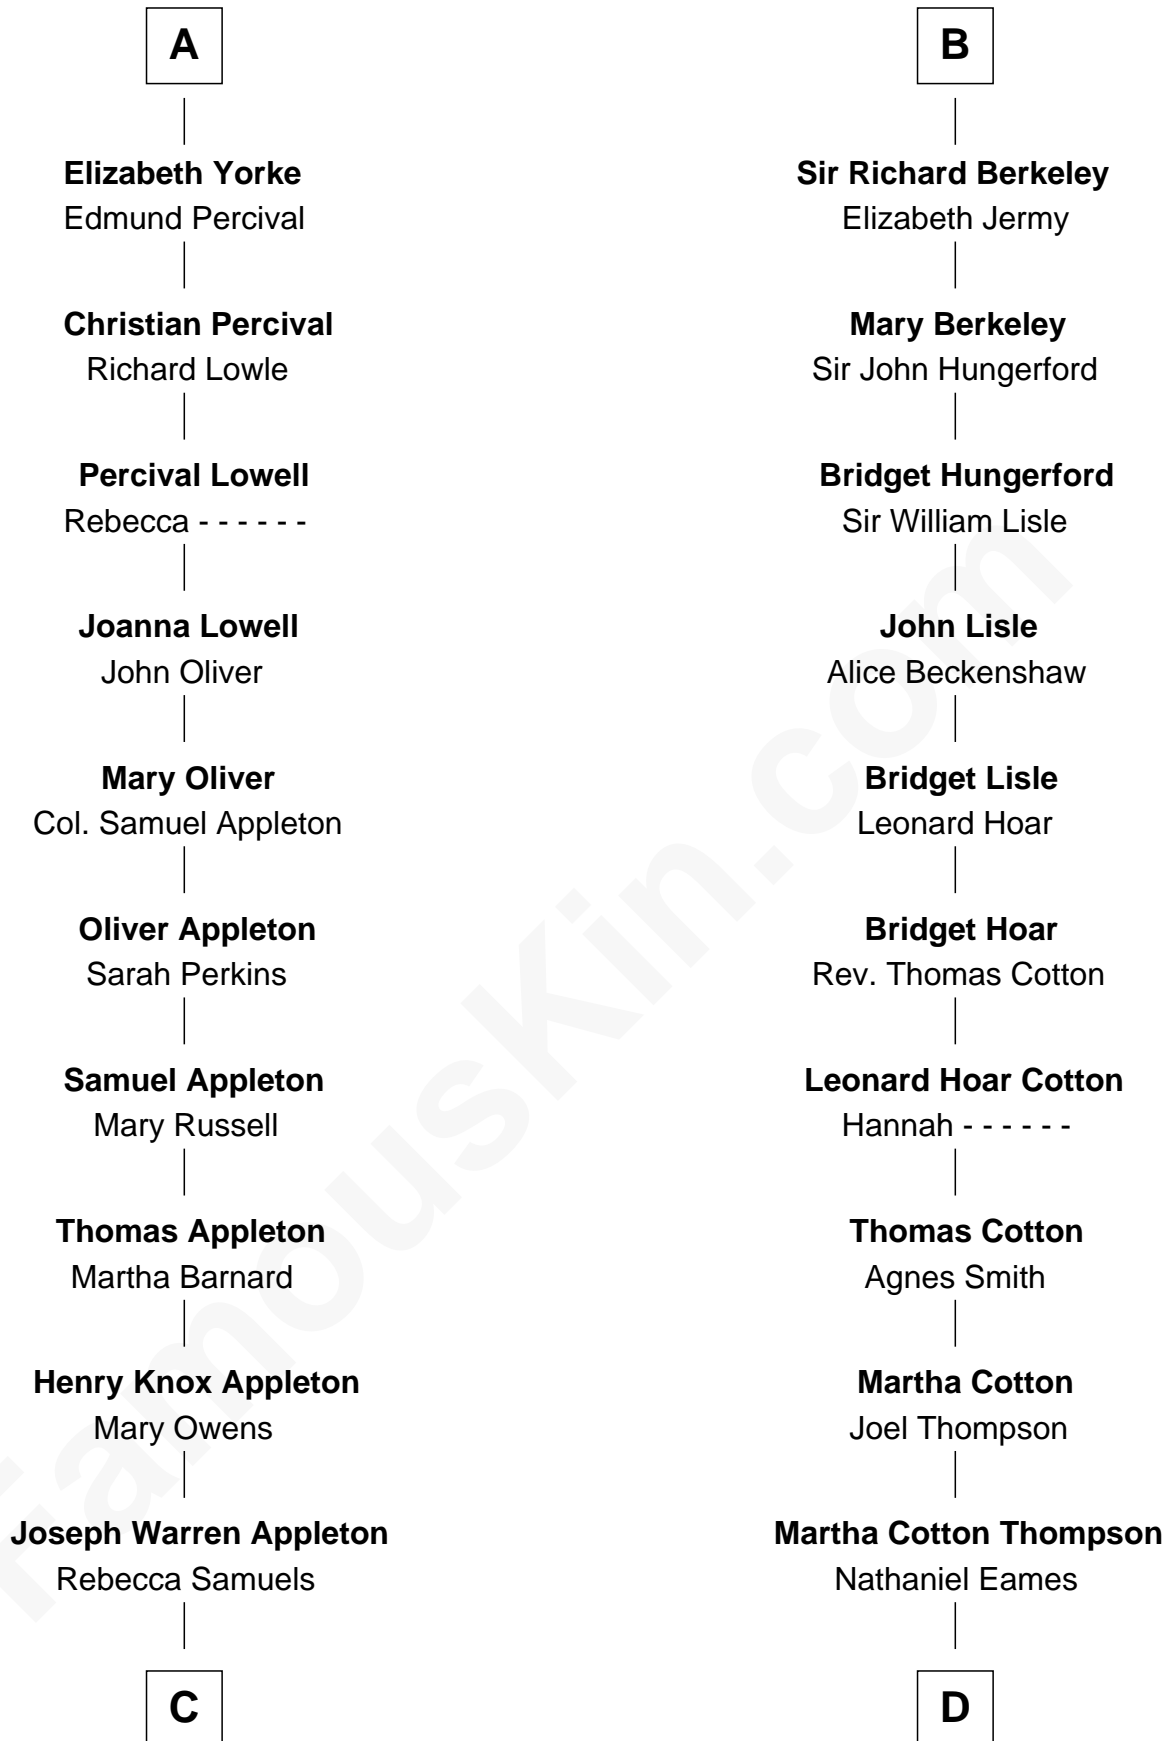 A
Elizabeth Yorke
Edmund Percival
Christian Percival
Richard Lowle
Percival Lowell
Rebecca - - - - - -
Joanna Lowell
John Oliver
Mary Oliver
Col. Samuel Appleton
Oliver Appleton
Sarah Perkins
Samuel Appleton
Mary Russell
Thomas Appleton
Martha Barnard
Henry Knox Appleton
Mary Owens
Joseph Warren Appleton
Rebecca Samuels
C
B
Sir Richard Berkeley
Elizabeth Jermy
Mary Berkeley
Sir John Hungerford
Bridget Hungerford
Sir William Lisle
John Lisle
Alice Beckenshaw
Bridget Lisle
Leonard Hoar
Bridget Hoar
Rev. Thomas Cotton
Leonard Hoar Cotton
Hannah - - - - - -
Thomas Cotton
Agnes Smith
Martha Cotton
Joel Thompson
Martha Cotton Thompson
Nathaniel Eames
D
FamousKin.com